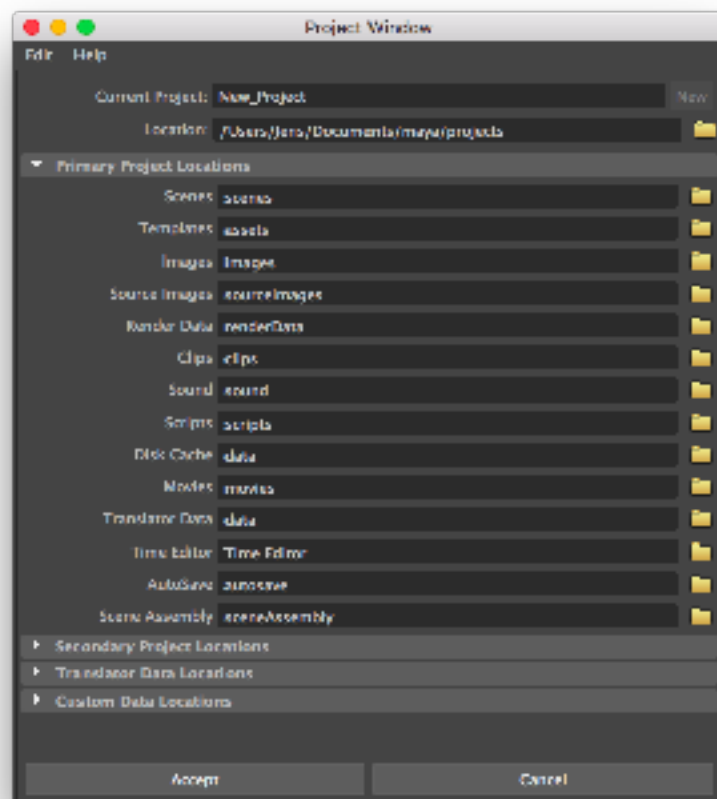 Project Window
Edit Help
Current Project: New_Project New
Location: /Users/Jens/Documents/maya/projects
Primary Project Locations
Scenes scenes
Templates assets
Images images
Source Images sourceimages
Render Data renderData
Clips clips
Sound sound
Scripts scripts
Disk Cache data
Movies movies
Translator Data data
Time Editor Time Editor
AutoSave autosave
Scene Assembly sceneAssembly
Secondary Project Locations
Translator Data Locations
Custom Data Locations
Accept Cancel